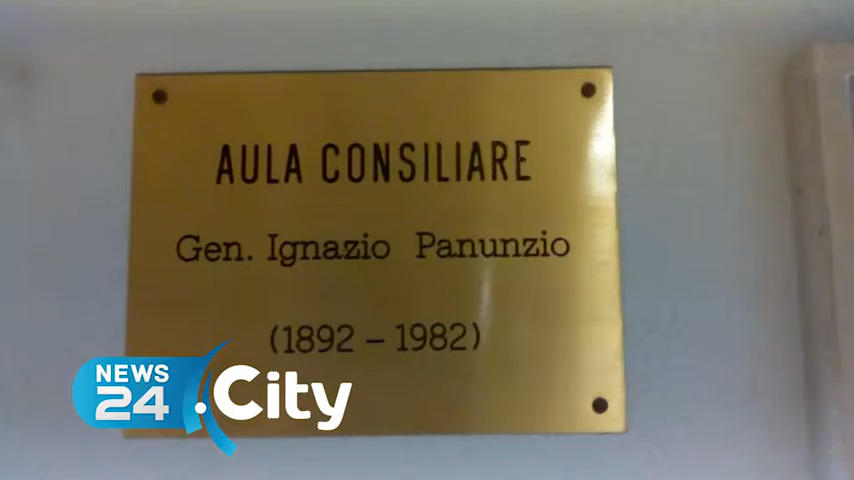 AULA CONSILIARE
Gen. Ignazio Panunzio
(1892 – 1982)
NEWS
24 .City